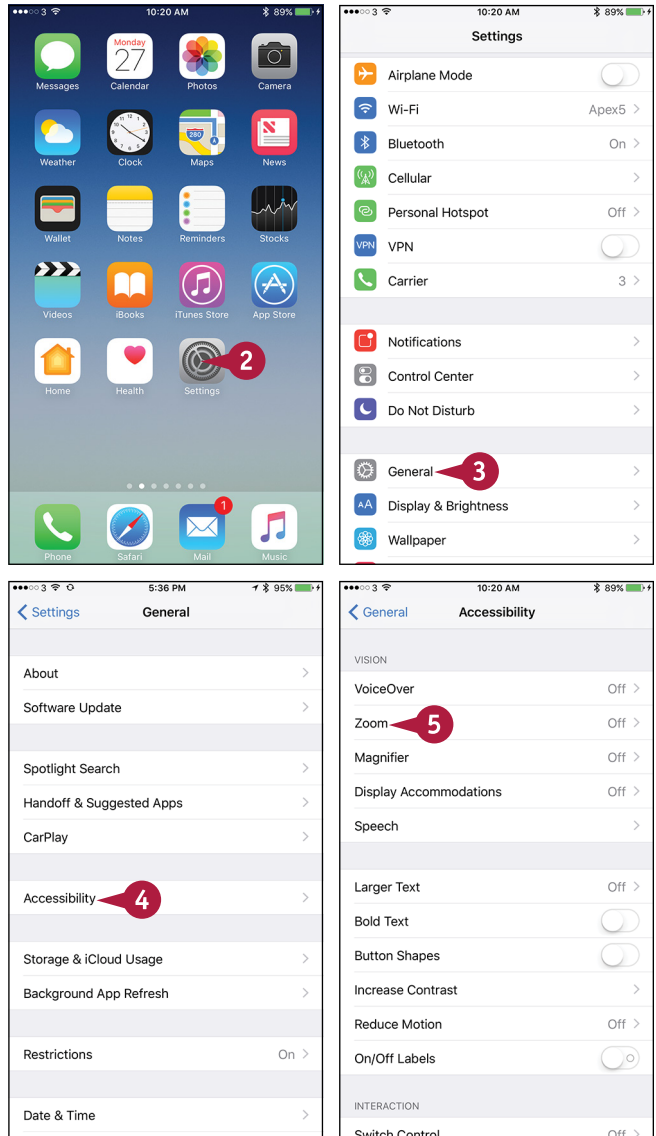 3 10:20 AM 89%
Monday
27
Messages Calendar Photos Camera
280
Weather Clock Maps News
Wallet Notes Reminders Stocks
Videos iBooks iTunes Store App Store
2
Home Health Settings
1
Phone Safari Mail Music
3 10:20 AM 89%
Settings
Airplane Mode
Wi-Fi Apex5
Bluetooth On
Cellular
Personal Hotspot Off
VPN VPN
Carrier 3
Notifications
Control Center
Do Not Disturb
General 3
AA Display & Brightness
Wallpaper
3 5:36 PM 95%
Settings General
About
Software Update
Spotlight Search
Handoff & Suggested Apps
CarPlay
Accessibility 4
Storage & iCloud Usage
Background App Refresh
Restrictions On
Date & Time
3 10:20 AM 89%
General Accessibility
VISION
VoiceOver Off
Zoom 5 Off
Magnifier Off
Display Accommodations Off
Speech
Larger Text Off
Bold Text
Button Shapes
Increase Contrast
Reduce Motion Off
On/Off Labels
INTERACTION
Switch Control Off